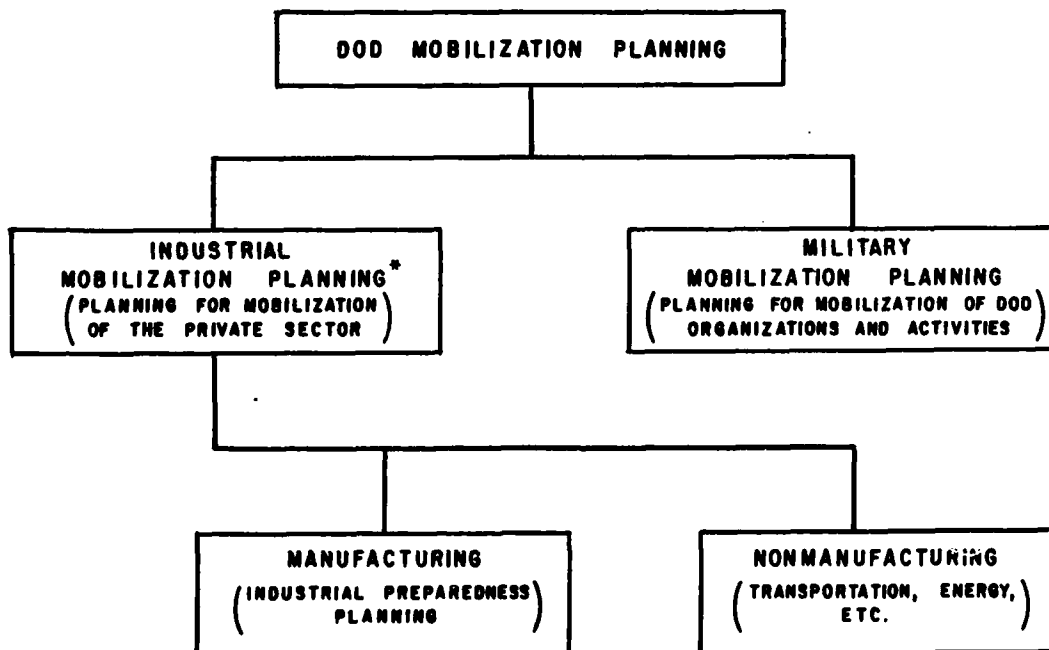 DOD MOBILIZATION PLANNING
INDUSTRIAL
MOBILIZATION PLANNING*
(PLANNING FOR MOBILIZATION
OF THE PRIVATE SECTOR)
MILITARY
MOBILIZATION PLANNING
(PLANNING FOR MOBILIZATION OF DOD
ORGANIZATIONS AND ACTIVITIES)
MANUFACTURING
(INDUSTRIAL PREPAREDNESS
PLANNING)
NONMANUFACTURING
(TRANSPORTATION, ENERGY,
ETC.)